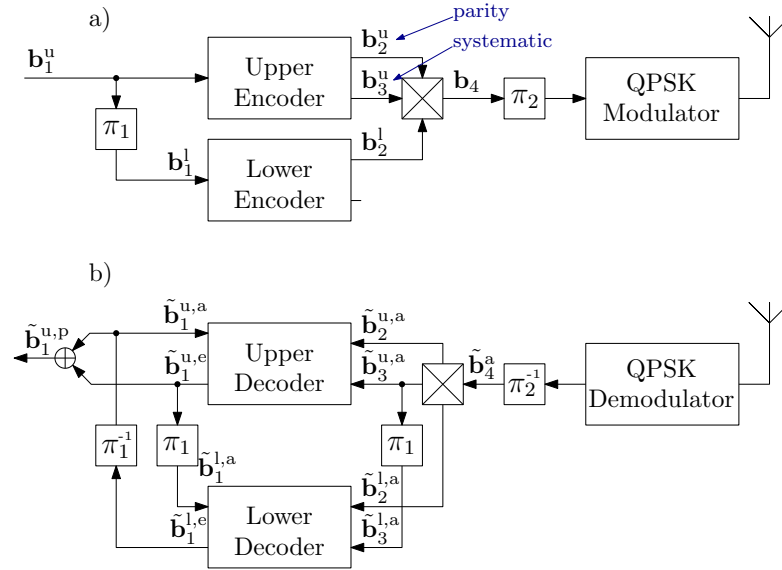 a)
parity
b₁ᵘ
b₂ᵘ
systematic
Upper Encoder
b₃ᵘ
b₄
π₂
QPSK Modulator
π₁
b₁ˡ
b₂ˡ
Lower Encoder
b)
b̃₁ᵘ,ᵃ
b̃₂ᵘ,ᵃ
b̃₁ᵘ,ᵖ
b̃₁ᵘ,ᵉ
Upper Decoder
b̃₃ᵘ,ᵃ
b̃₄ᵃ
π₂⁻¹
QPSK Demodulator
π₁⁻¹
π₁
π₁
b̃₁ˡ,ᵃ
b̃₂ˡ,ᵃ
b̃₁ˡ,ᵉ
Lower Decoder
b̃₃ˡ,ᵃ